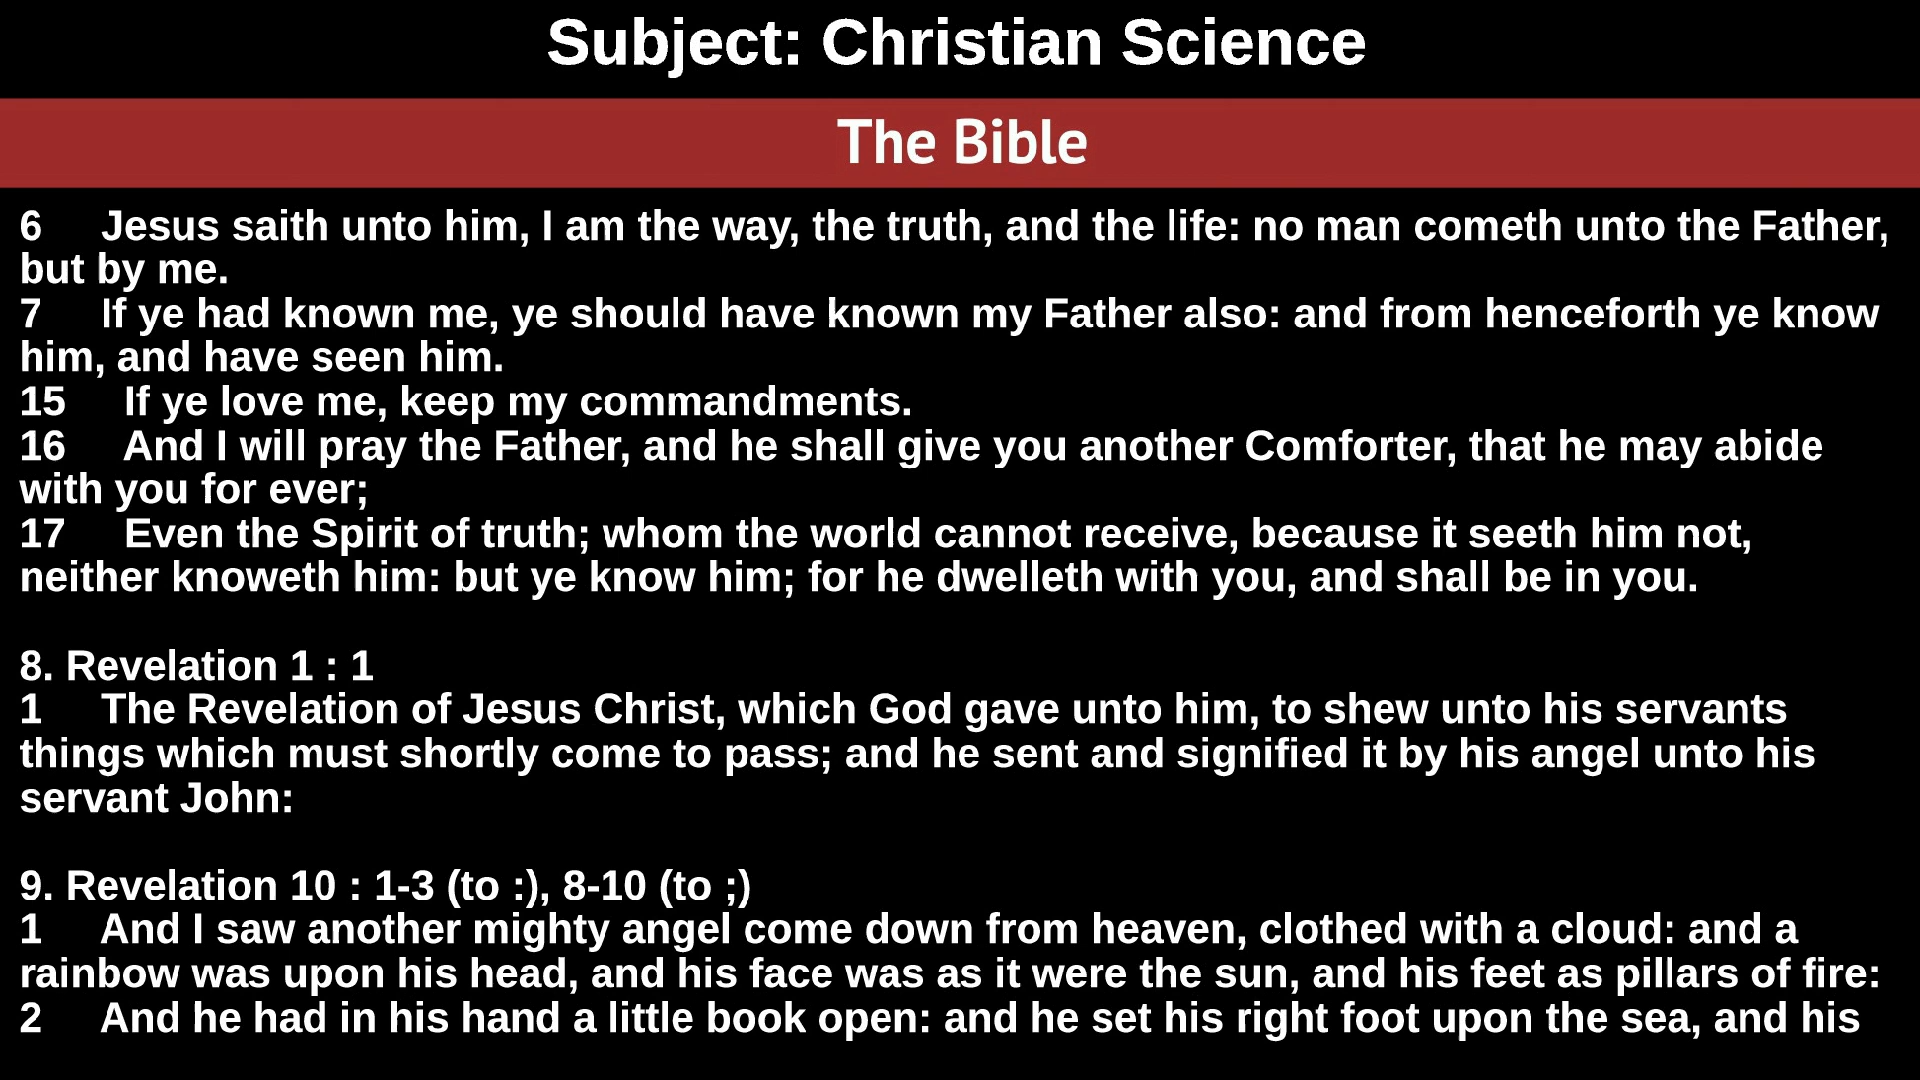 Subject: Christian Science
The Bible
6 Jesus saith unto him, I am the way, the truth, and the life: no man cometh unto the Father,
but by me.
7 If ye had known me, ye should have known my Father also: and from henceforth ye know
him, and have seen him.
15 If ye love me, keep my commandments.
16 And I will pray the Father, and he shall give you another Comforter, that he may abide
with you for ever;
17 Even the Spirit of truth; whom the world cannot receive, because it seeth him not,
neither knoweth him: but ye know him; for he dwelleth with you, and shall be in you.
8. Revelation 1 : 1
1 The Revelation of Jesus Christ, which God gave unto him, to shew unto his servants
things which must shortly come to pass; and he sent and signified it by his angel unto his
servant John:
9. Revelation 10 : 1-3 (to :), 8-10 (to ;)
1 And I saw another mighty angel come down from heaven, clothed with a cloud: and a
rainbow was upon his head, and his face was as it were the sun, and his feet as pillars of fire:
2 And he had in his hand a little book open: and he set his right foot upon the sea, and his